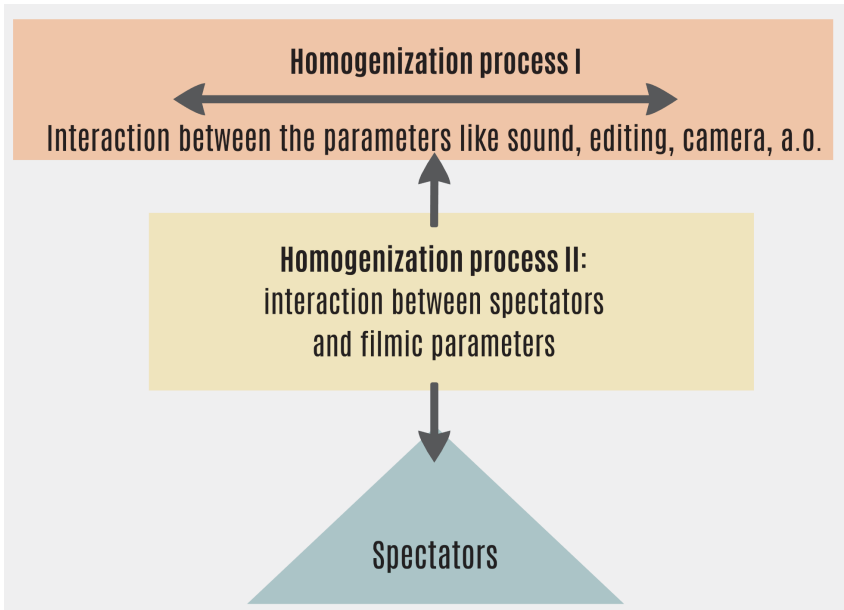 Homogenization process I
Interaction between the parameters like sound, editing, camera, a.o.
Homogenization process II:
interaction between spectators
and filmic parameters
Spectators